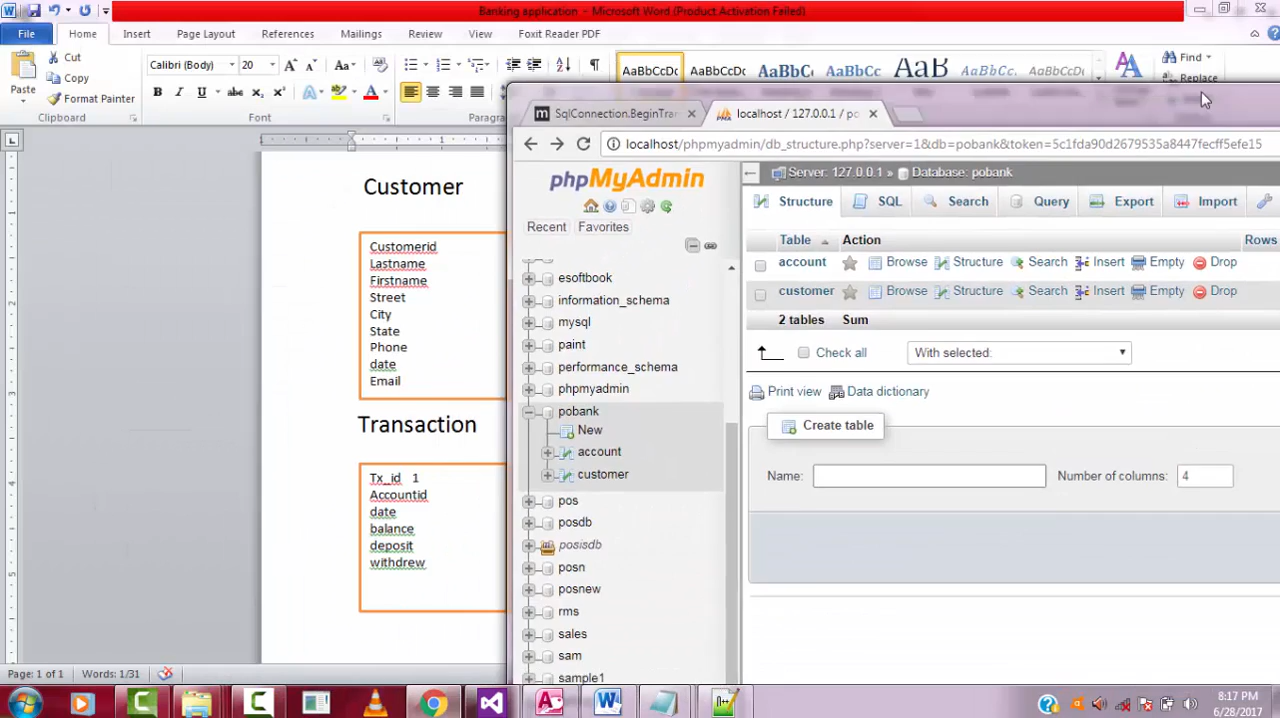 Banking application - Microsoft Word (Product Activation Failed)
File Home Insert Page Layout References Mailings Review View Foxit Reader PDF
Cut
Copy
Format Painter
Paste
Clipboard
Calibri (Body) 20
Font
Paragra
AaBbCcDc AaBbCcDc AaBbC AaBbCc AaB AaBbCc. AaBbCcDd
Find
Replace
Customer
Customerid
Lastname
Firstname
Street
City
State
Phone
date
Email
Transaction
Tx_id 1
Accountid
date
balance
deposit
withdrew
Page: 1 of 1 Words: 1/31
SqlConnection.BeginTran
localhost / 127.0.0.1 / po
localhost/phpmyadmin/db_structure.php?server=1&db=pobank&token=5c1fda90d2679535a8447fecff5efe15
phpMyAdmin
Recent Favorites
esoftbook
information_schema
mysql
paint
performance_schema
phpmyadmin
pobank
New
account
customer
pos
posdb
posisdb
posn
posnew
rms
sales
sam
sample1
Server: 127.0.0.1 » Database: pobank
Structure SQL Search Query Export Import
Table Action Rows
account Browse Structure Search Insert Empty Drop
customer Browse Structure Search Insert Empty Drop
2 tables Sum
Check all With selected:
Print view Data dictionary
Create table
Name: Number of columns: 4
8:17 PM
6/28/2017